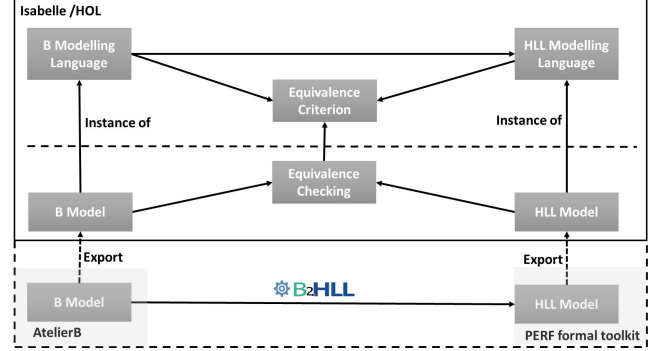 Isabelle /HOL
B Modelling
Language
HLL Modelling
Language
Equivalence
Criterion
Instance of
Instance of
Equivalence
Checking
B Model
HLL Model
Export
Export
B Model
B2HLL
HLL Model
AtelierB
PERF formal toolkit